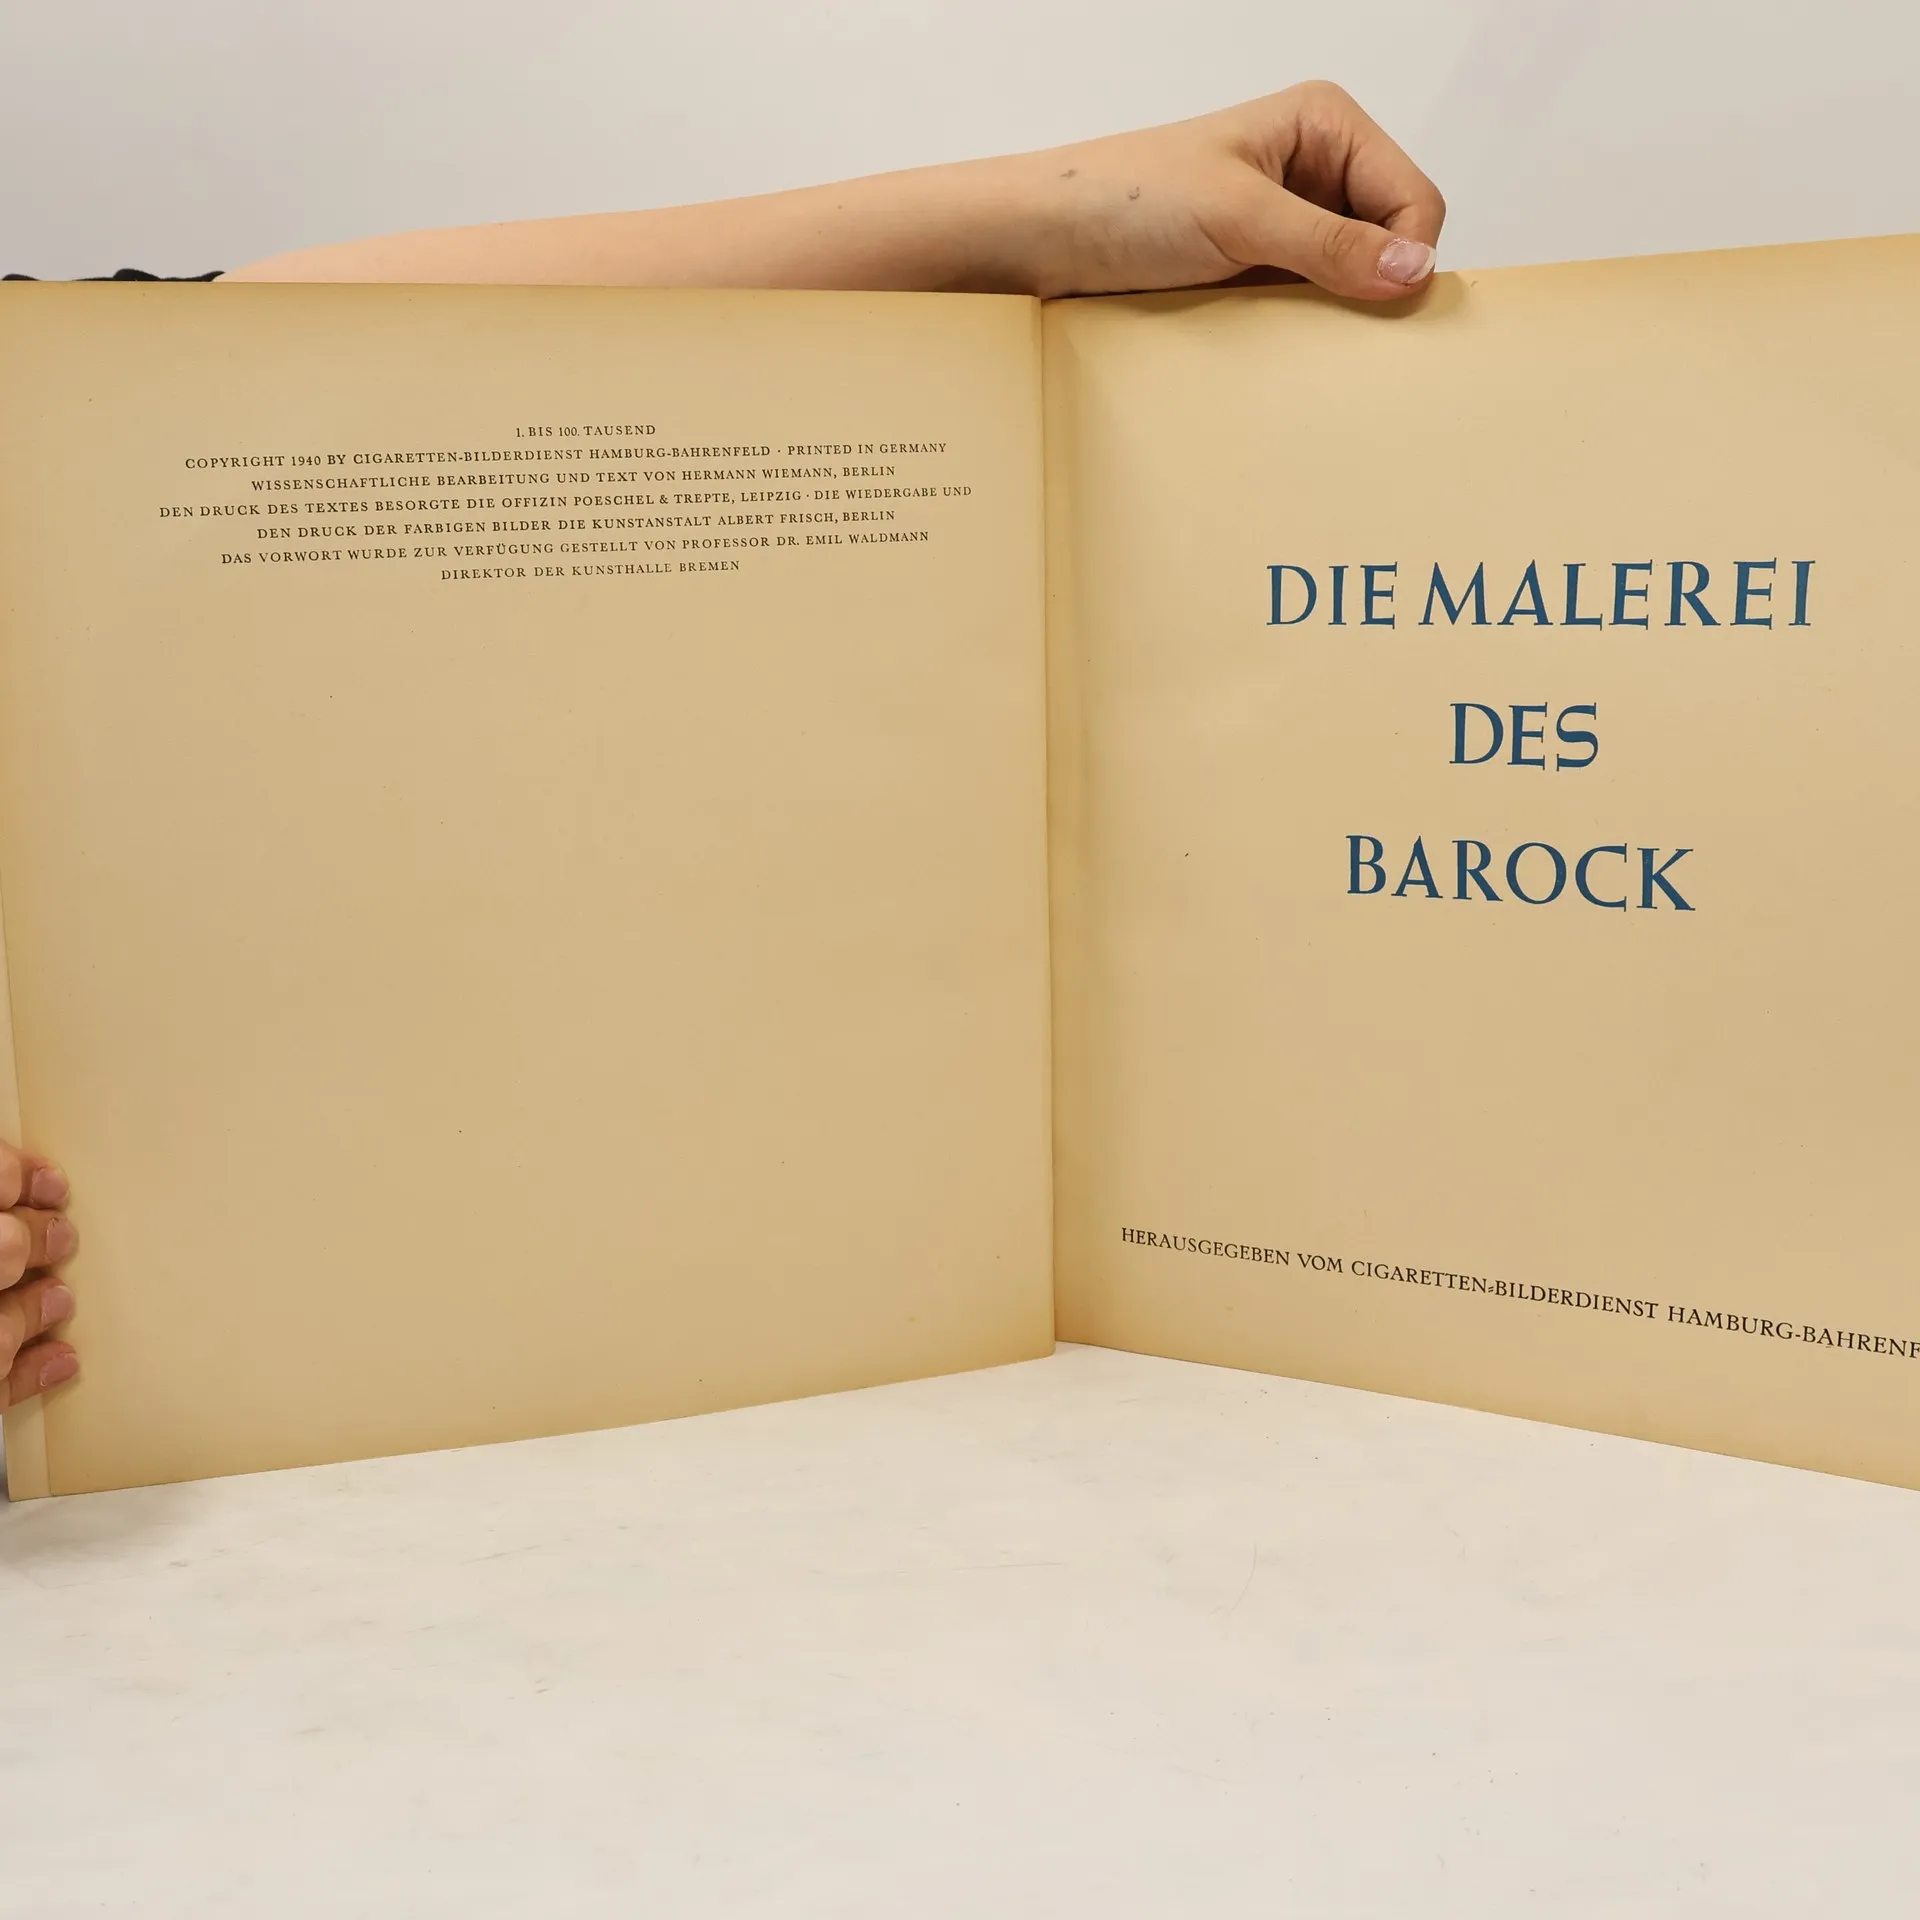 1. BIS 100. TAUSEND
COPYRIGHT 1940 BY CIGARETTEN-BILDERDIENST HAMBURG-BAHRENFELD · PRINTED IN GERMANY
WISSENSCHAFTLICHE BEARBEITUNG UND TEXT VON HERMANN WIEMANN, BERLIN
DEN DRUCK DES TEXTES BESORGTE DIE OFFIZIN POESCHEL & TREPTE, LEIPZIG · DIE WIEDERGABE UND
DEN DRUCK DER FARBIGEN BILDER DIE KUNSTANSTALT ALBERT FRISCH, BERLIN
DAS VORWORT WURDE ZUR VERFÜGUNG GESTELLT VON PROFESSOR DR. EMIL WALDMANN
DIREKTOR DER KUNSTHALLE BREMEN
DIE MALEREI
DES
BAROCK
HERAUSGEGEBEN VOM CIGARETTEN-BILDERDIENST HAMBURG-BAHRENF